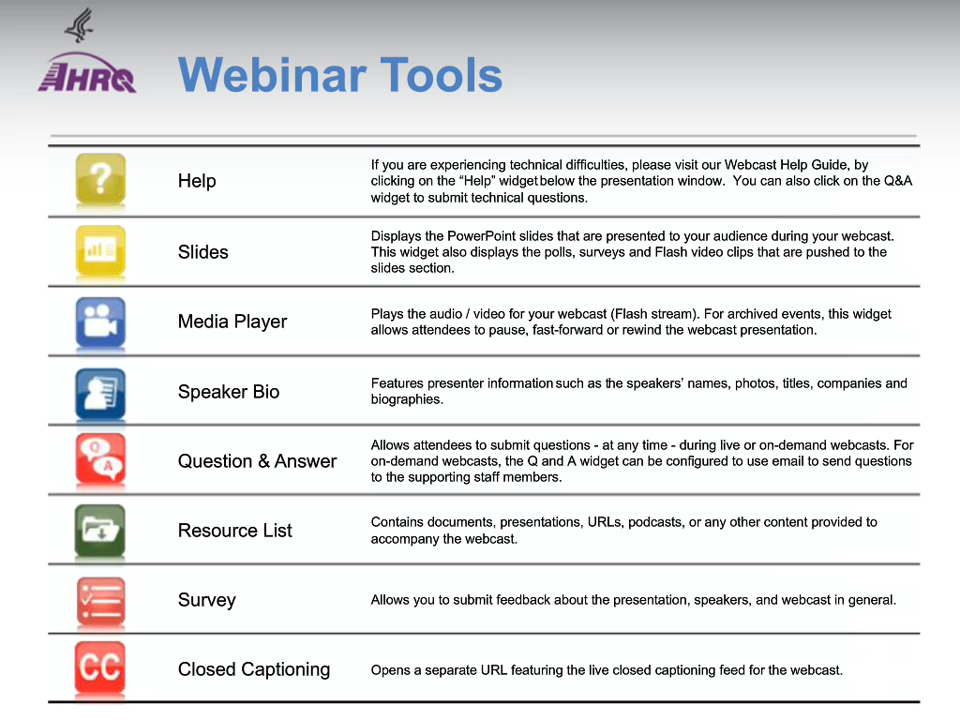 AHRQ
Webinar Tools
?
Help
If you are experiencing technical difficulties, please visit our Webcast Help Guide, by
clicking on the “Help” widget below the presentation window. You can also click on the Q&A
widget to submit technical questions.
Slides
Displays the PowerPoint slides that are presented to your audience during your webcast.
This widget also displays the polls, surveys and Flash video clips that are pushed to the
slides section.
Media Player
Plays the audio / video for your webcast (Flash stream). For archived events, this widget
allows attendees to pause, fast-forward or rewind the webcast presentation.
Speaker Bio
Features presenter information such as the speakers’ names, photos, titles, companies and
biographies.
Q
A
Question & Answer
Allows attendees to submit questions - at any time - during live or on-demand webcasts. For
on-demand webcasts, the Q and A widget can be configured to use email to send questions
to the supporting staff members.
Resource List
Contains documents, presentations, URLs, podcasts, or any other content provided to
accompany the webcast.
Survey
Allows you to submit feedback about the presentation, speakers, and webcast in general.
CC
Closed Captioning
Opens a separate URL featuring the live closed captioning feed for the webcast.